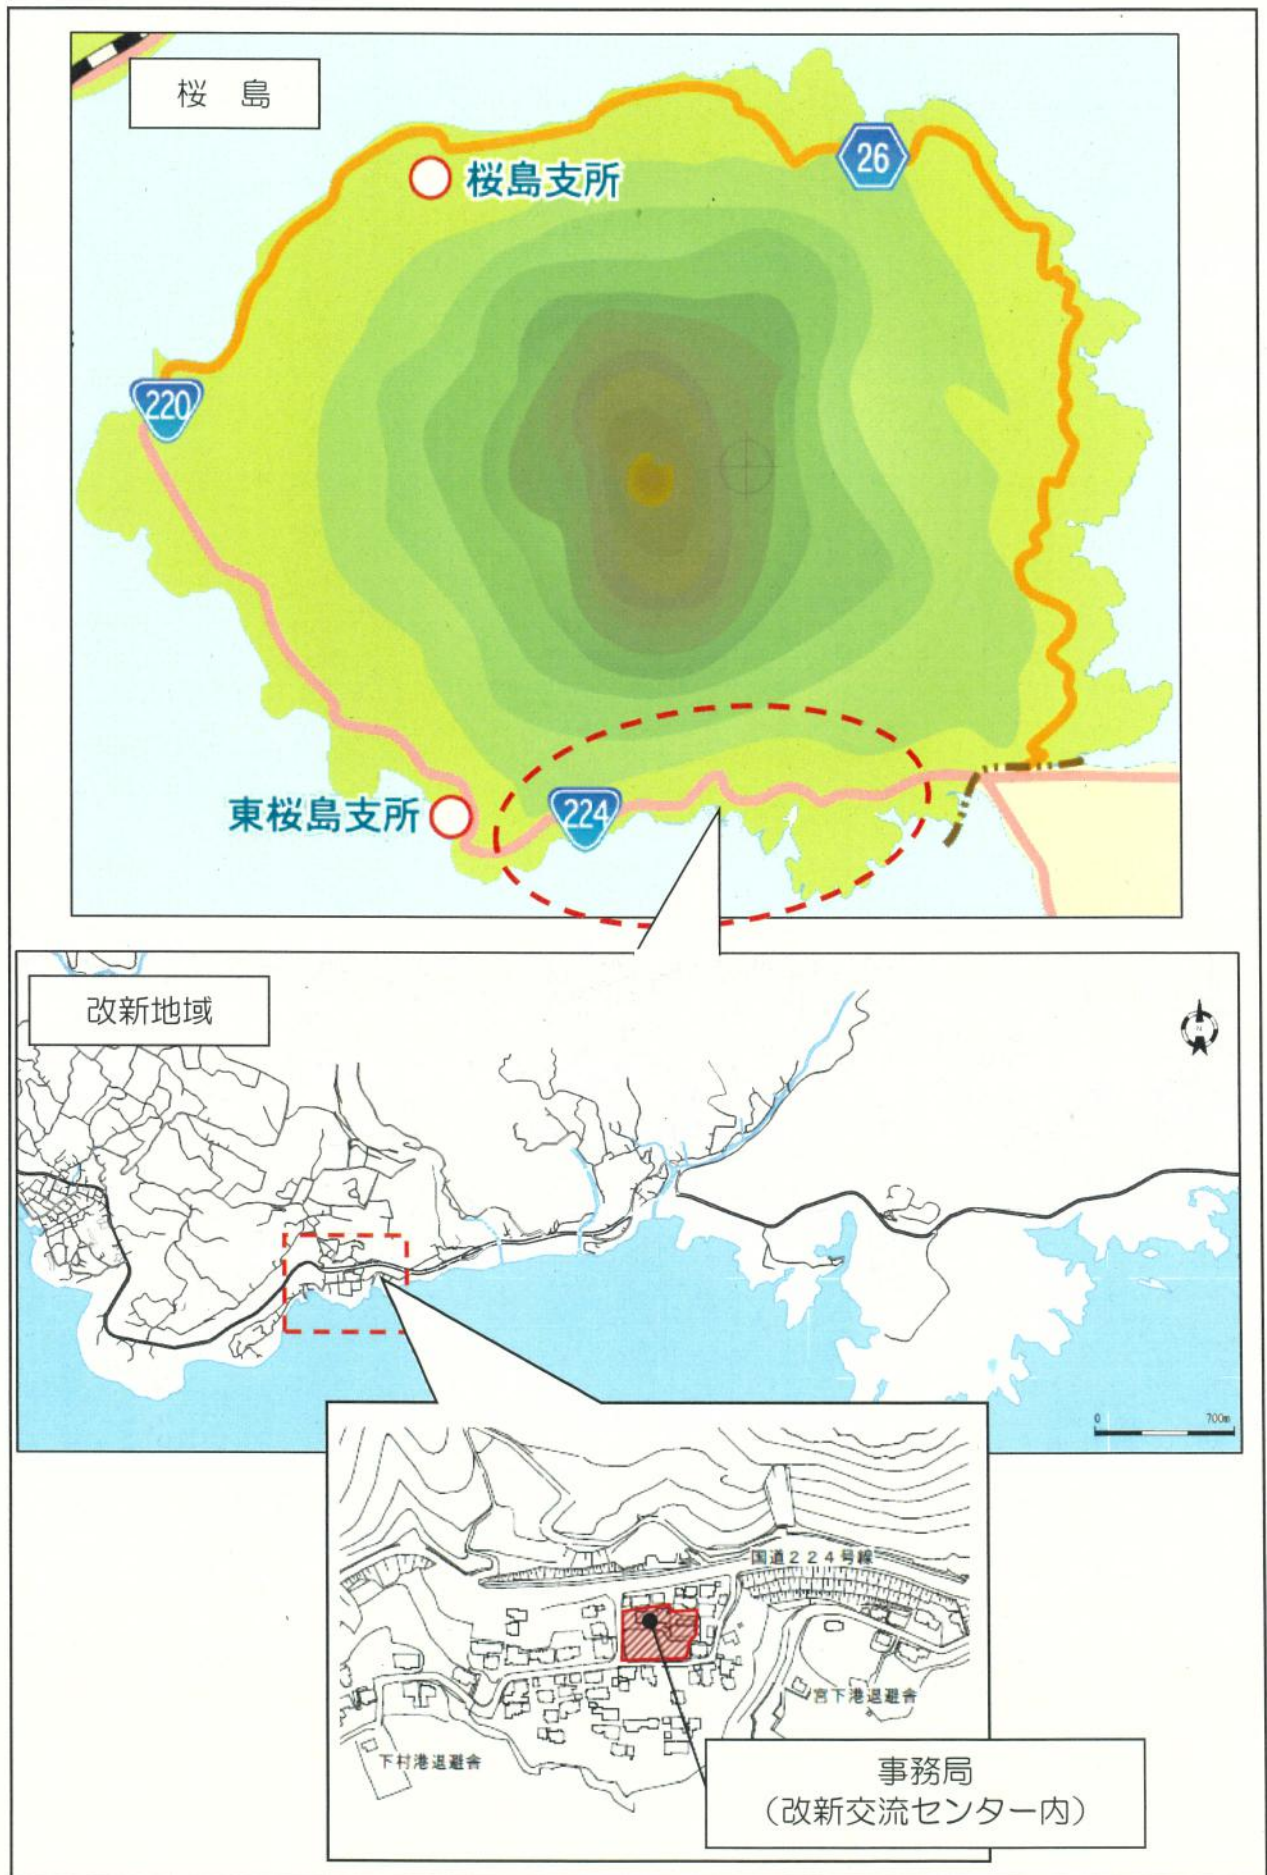 桜 島
26
桜島支所
220
東桜島支所
224
改新地域
N
0 700m
国道224号線
宮下港退避舎
下村港退避舎
事務局
(改新交流センター内)